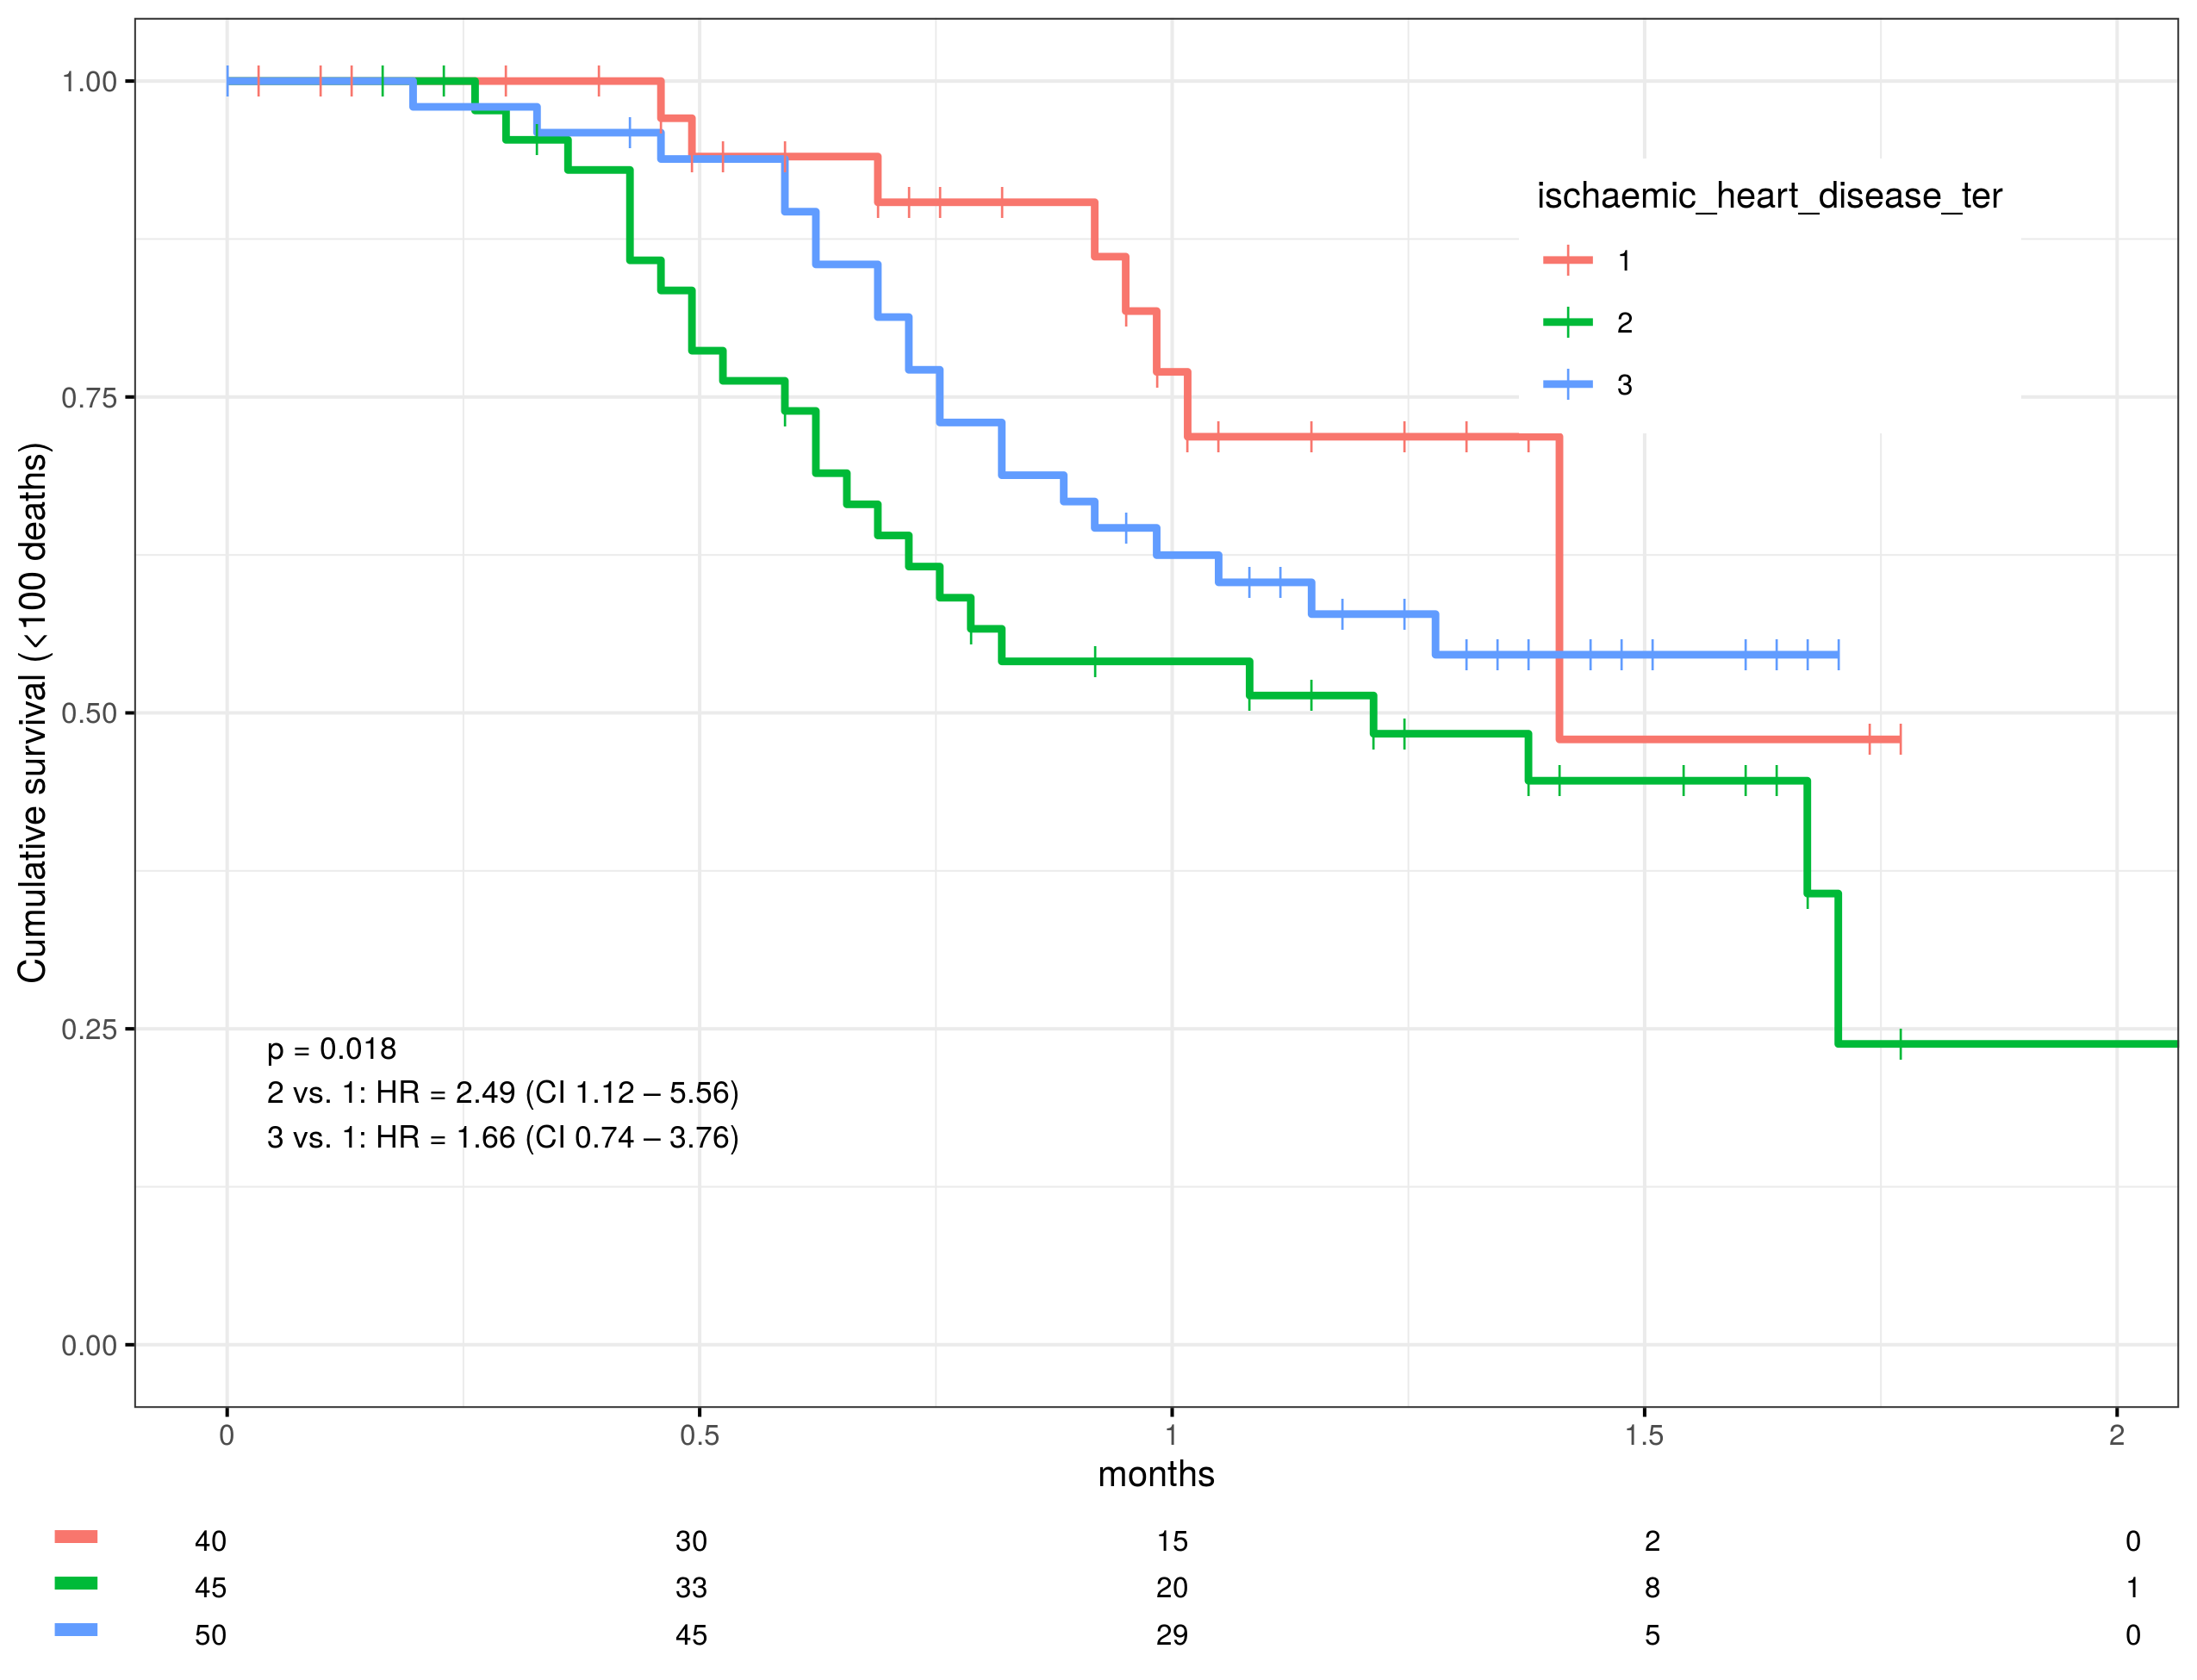 1.00
0.75
0.50
0.25
0.00
Cumulative survival (<100 deaths)
ischaemic_heart_disease_ter
1
2
3
p = 0.018
2 vs. 1: HR = 2.49 (CI 1.12 – 5.56)
3 vs. 1: HR = 1.66 (CI 0.74 – 3.76)
0 0.5 1 1.5 2
months
40 30 15 2 0
45 33 20 8 1
50 45 29 5 0